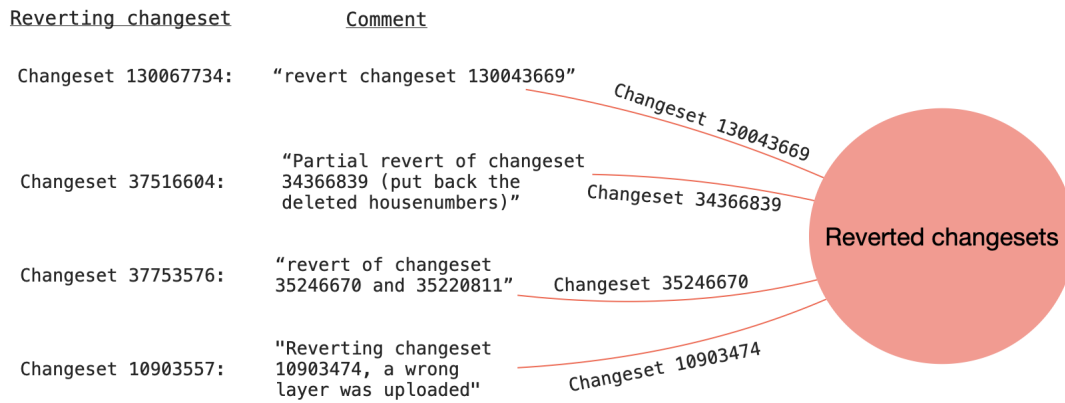 Reverting changeset
Comment
Changeset 130067734:
“revert changeset 130043669”
Changeset 130043669
Changeset 37516604:
“Partial revert of changeset
34366839 (put back the
deleted housenumbers)”
Changeset 34366839
Reverted changesets
Changeset 37753576:
“revert of changeset
35246670 and 35220811”
Changeset 35246670
Changeset 10903557:
"Reverting changeset
10903474, a wrong
layer was uploaded"
Changeset 10903474